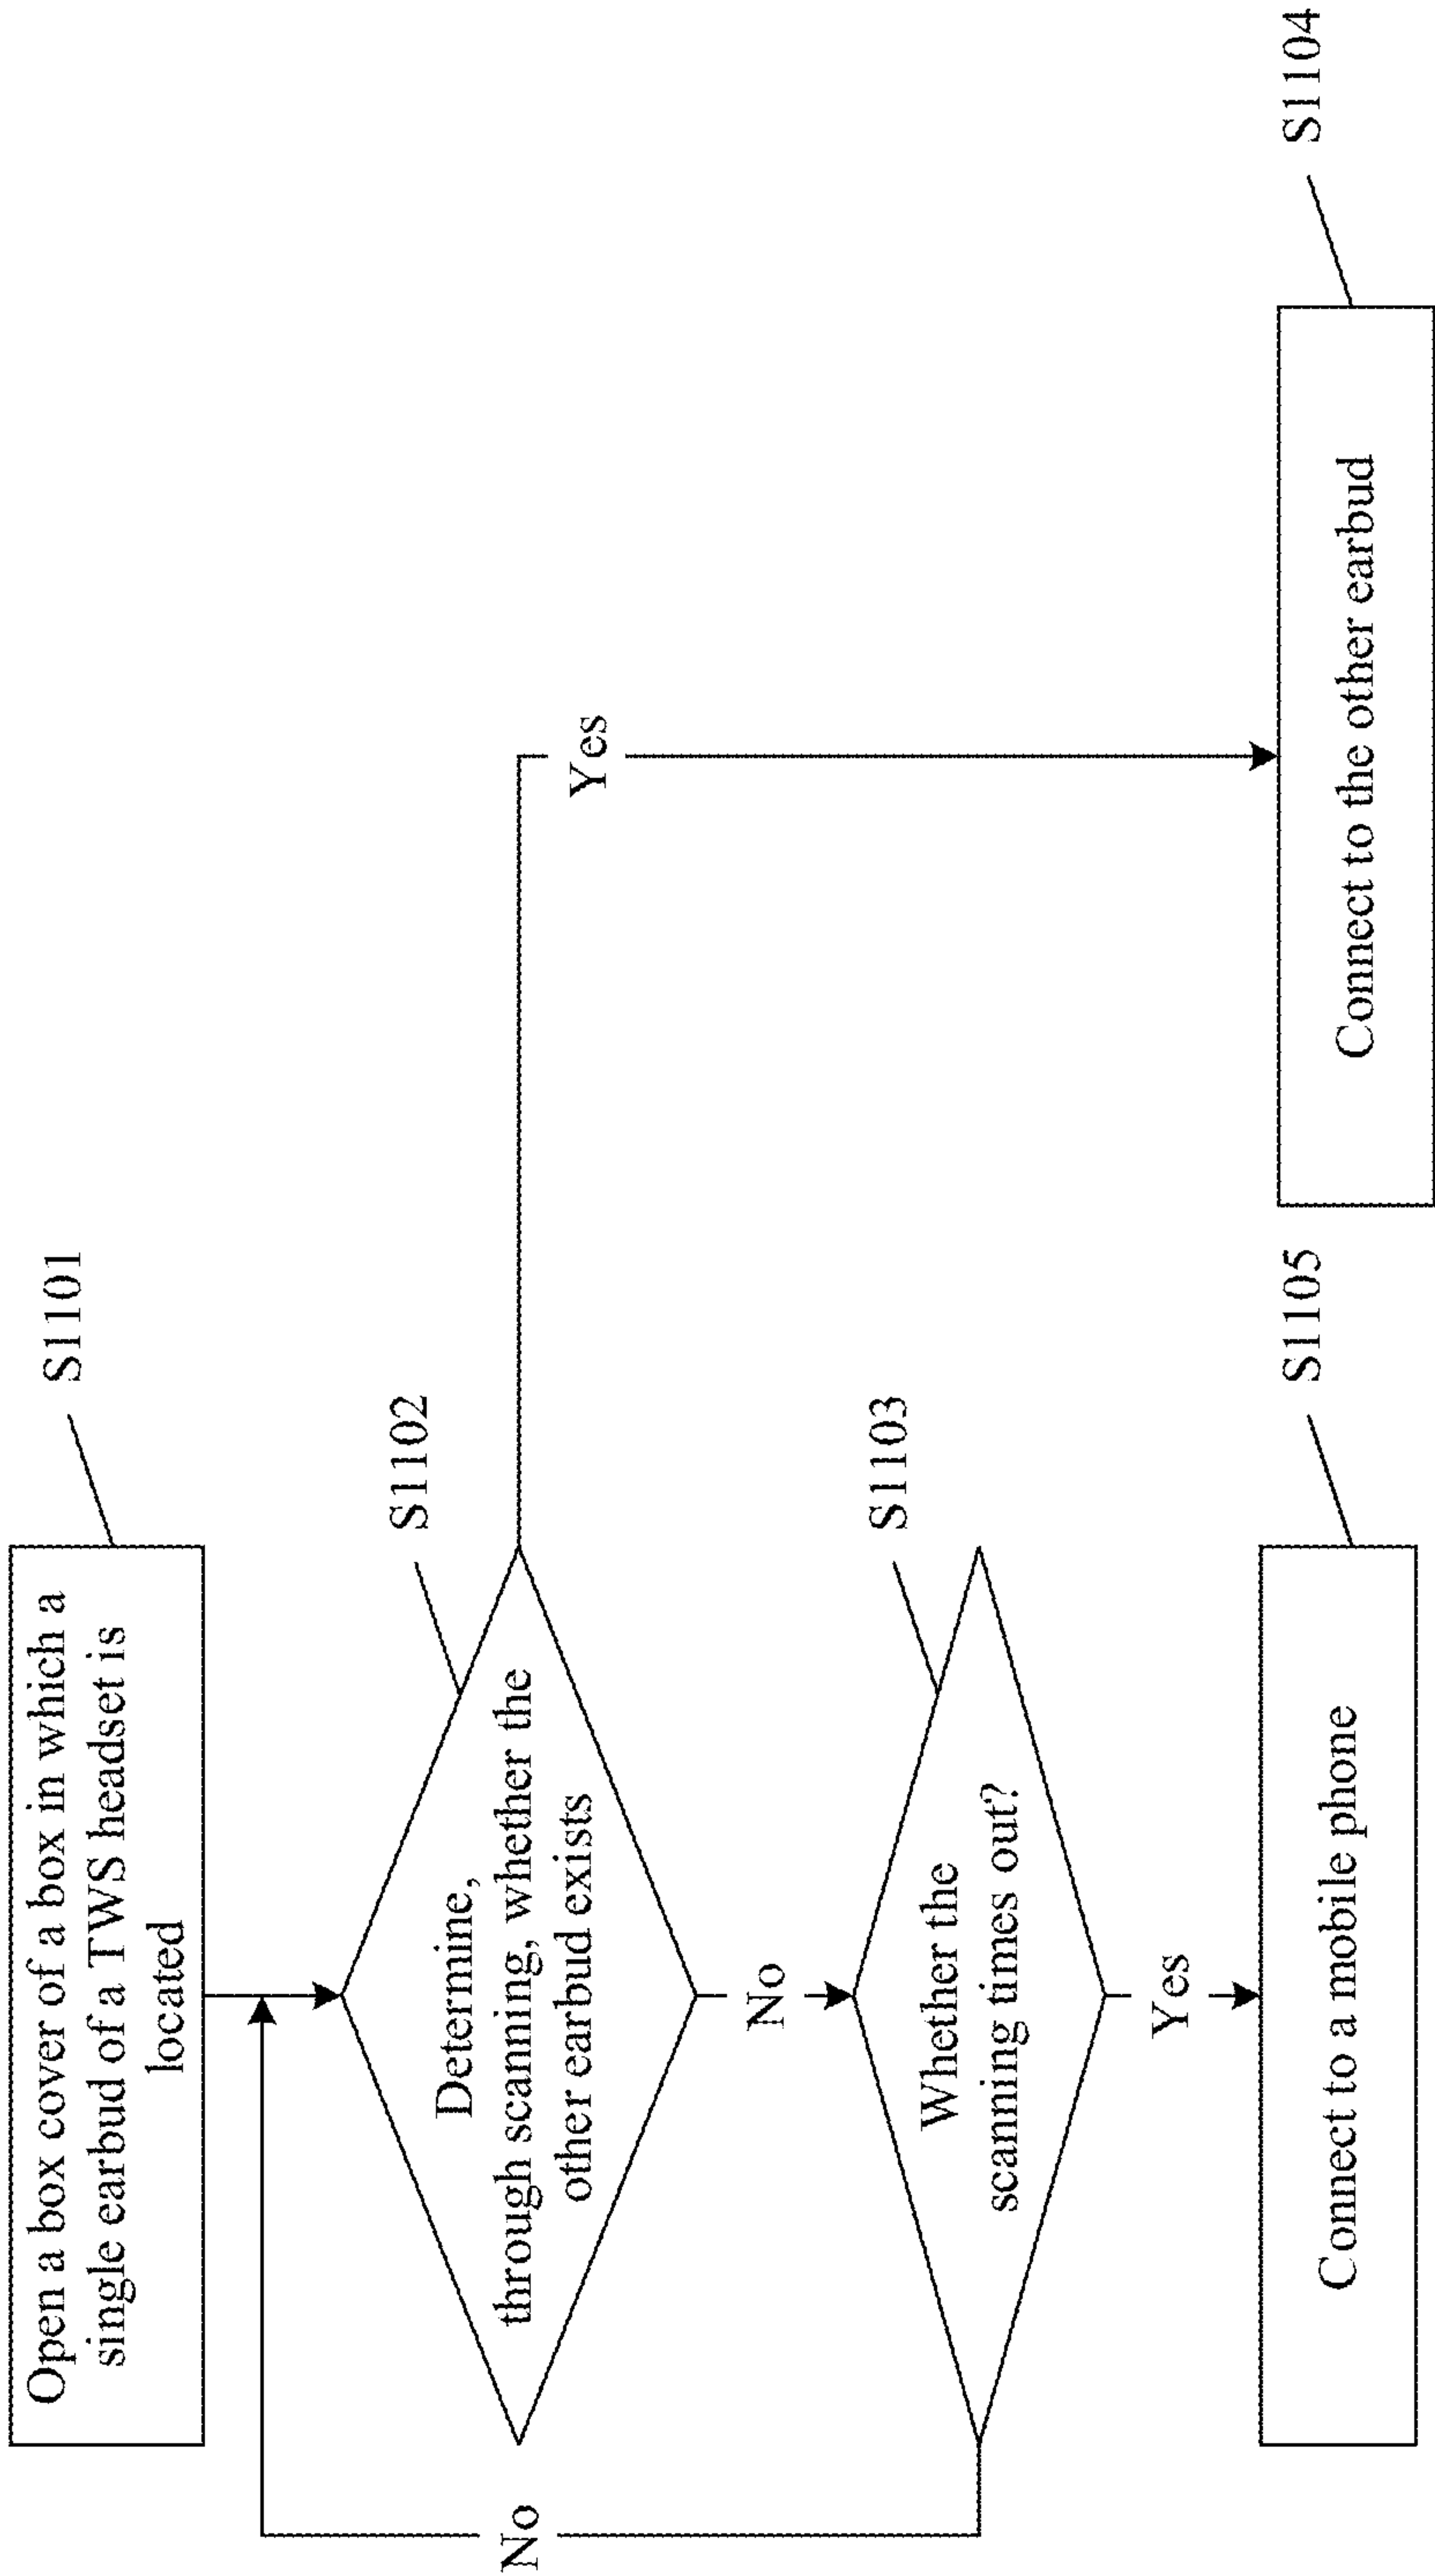 Open a box cover of a box in which a
single earbud of a TWS headset is
located
S1101
Determine,
through scanning, whether the
other earbud exists
S1102
Yes
No
Whether the
scanning times out?
S1103
No
Yes
Connect to a mobile phone
S1105
Connect to the other earbud
S1104